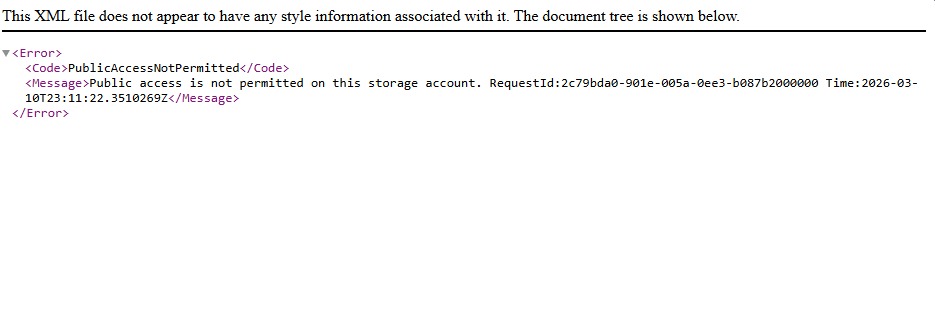 This XML file does not appear to have any style information associated with it. The document tree is shown below.
▼<Error>
<Code>PublicAccessNotPermitted</Code>
<Message>Public access is not permitted on this storage account. RequestId:2c79bda0-901e-005a-0ee3-b087b2000000 Time:2026-03-
10T23:11:22.3510269Z</Message>
</Error>